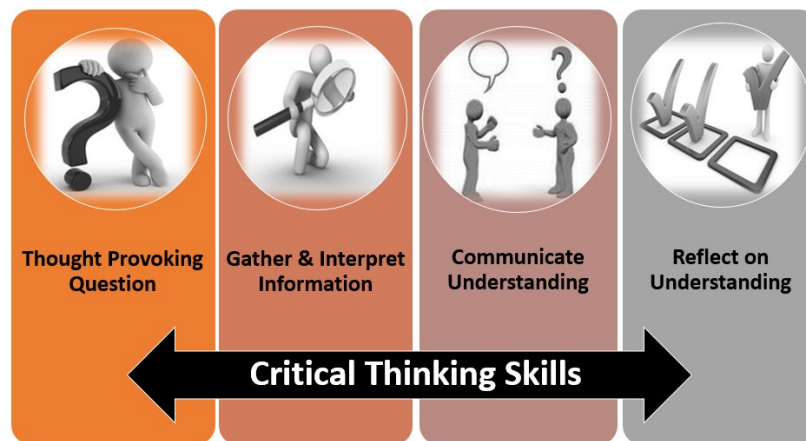 Thought Provoking
Question
Gather & Interpret
Information
Communicate
Understanding
Reflect on
Understanding
Critical Thinking Skills